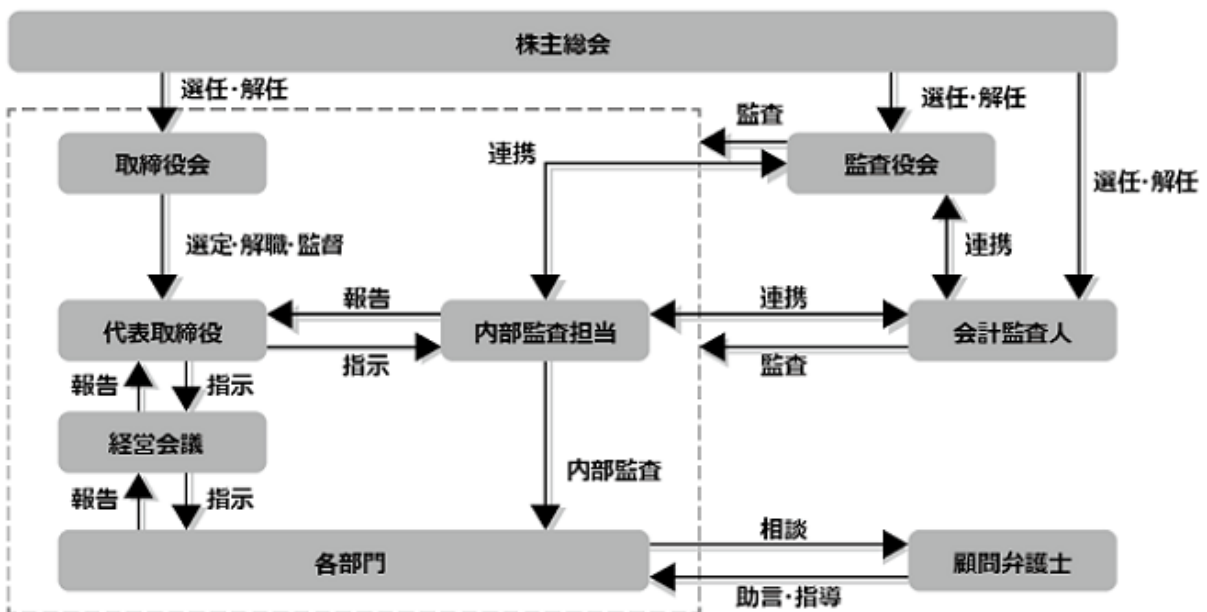 株主総会
選任・解任
選任・解任
監査
連携
取締役会
監査役会
選任・解任
選定・解職・監督
連携
報告
連携
代表取締役
内部監査担当
会計監査人
指示
監査
報告
指示
経営会議
内部監査
報告
指示
相談
各部門
顧問弁護士
助言・指導